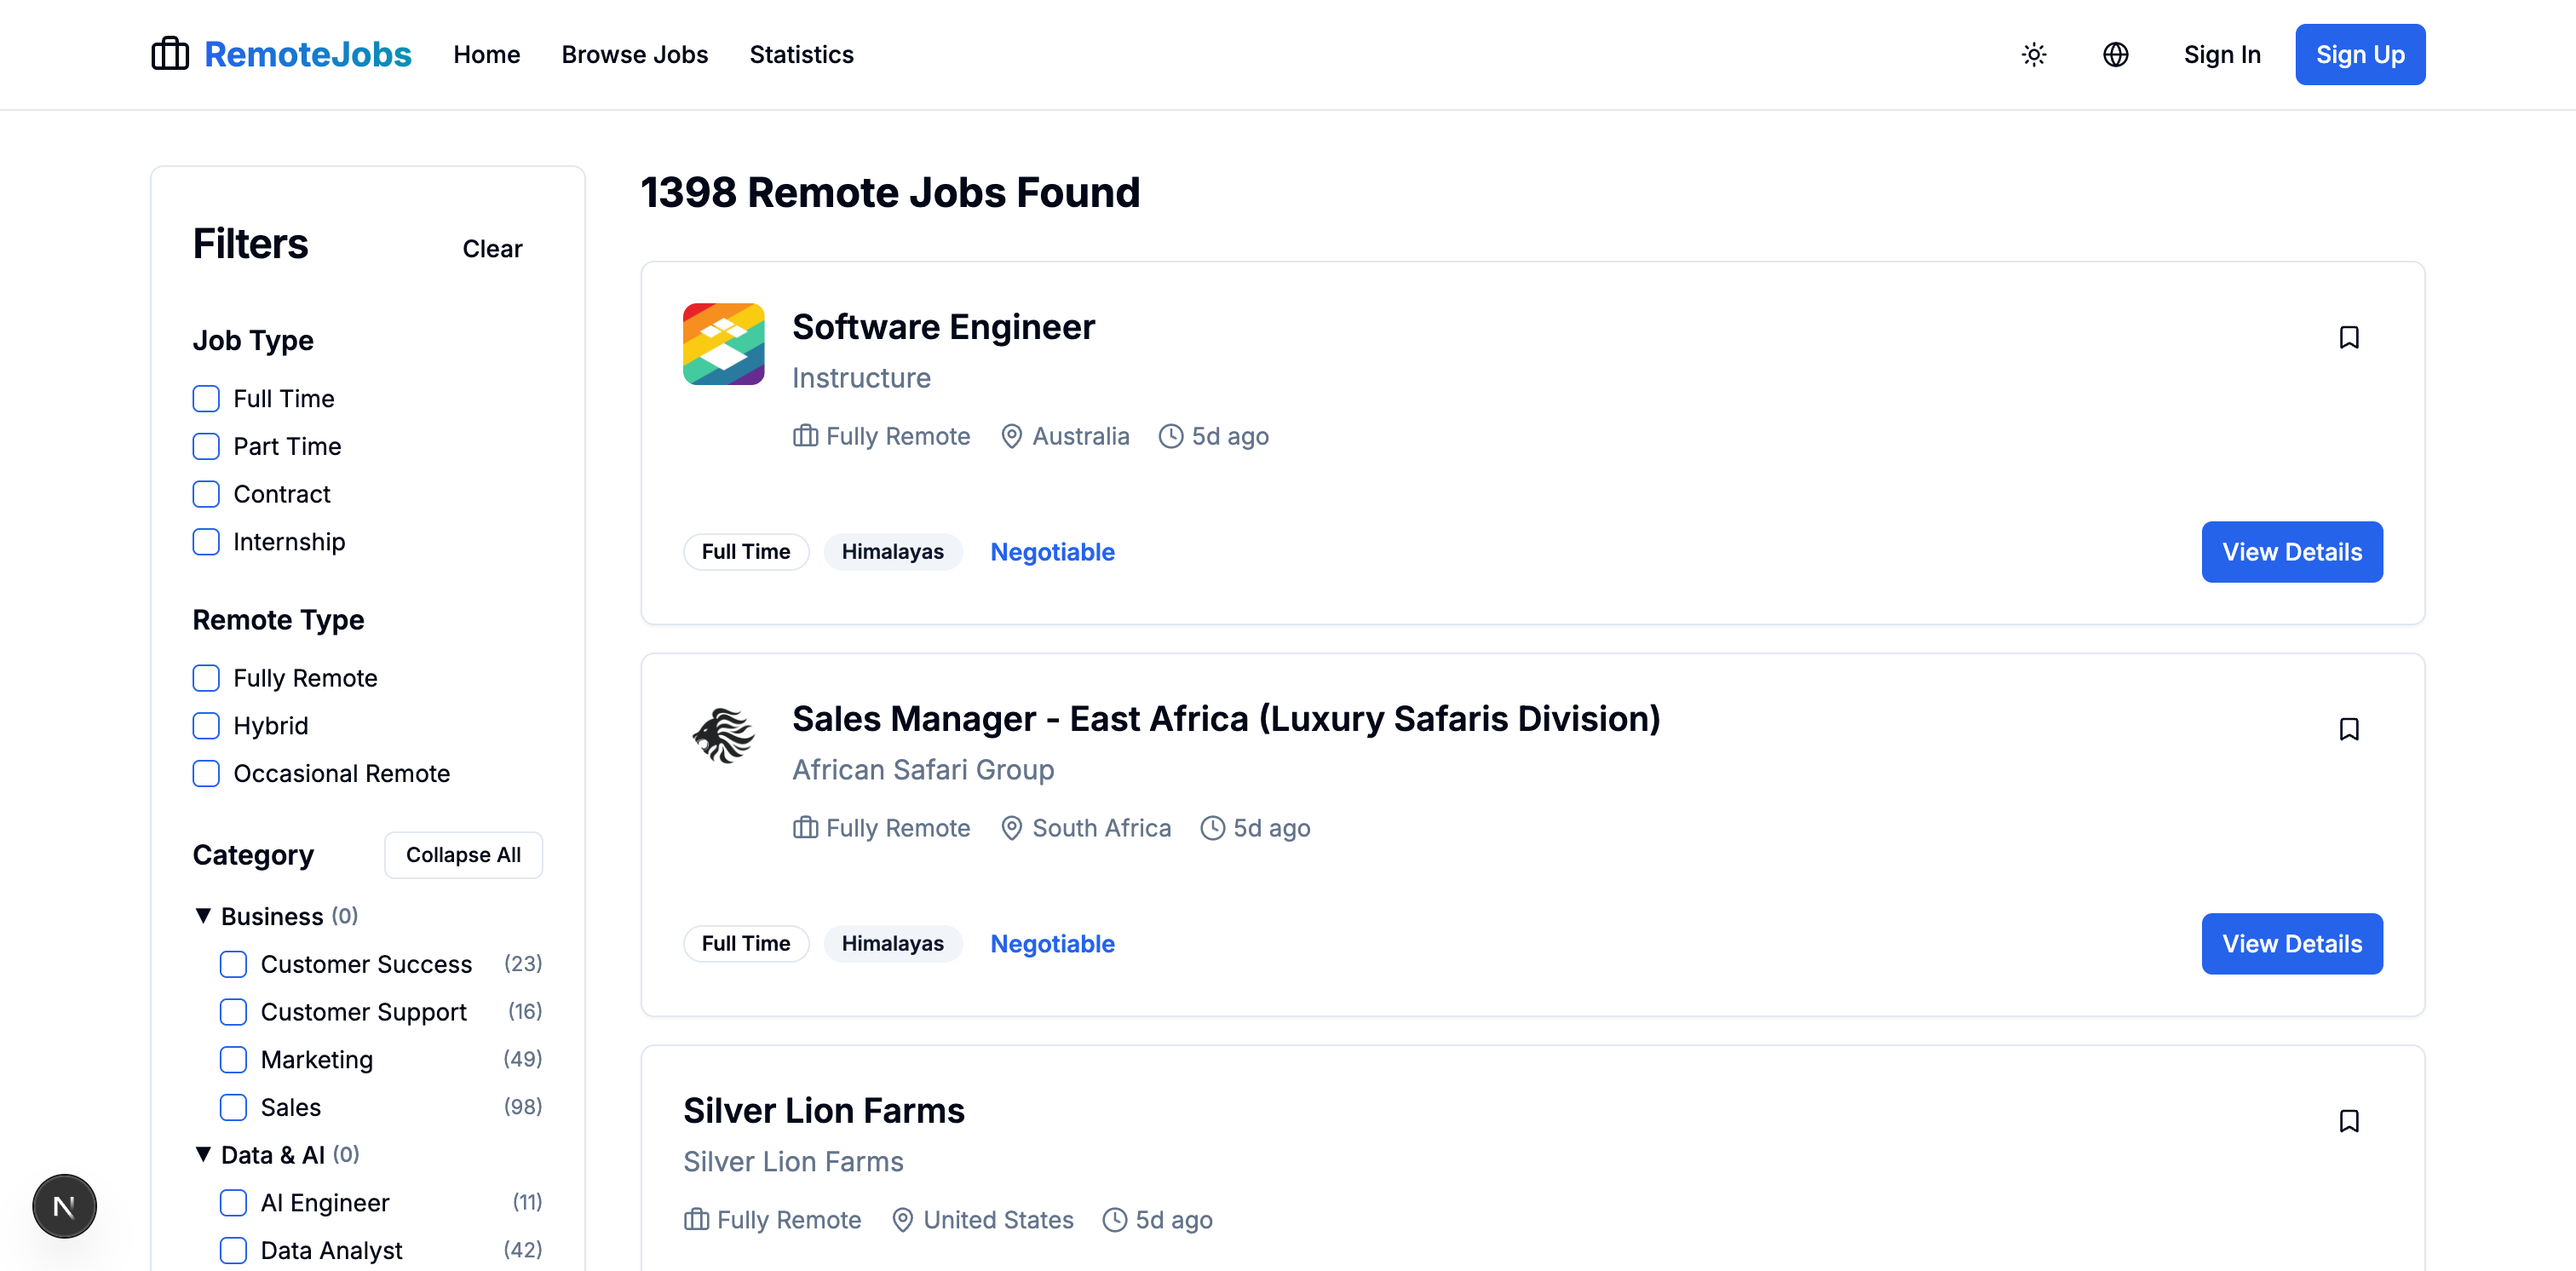 RemoteJobs Home Browse Jobs Statistics Sign In Sign Up
Filters Clear
Job Type
Full Time
Part Time
Contract
Internship
Remote Type
Fully Remote
Hybrid
Occasional Remote
Category Collapse All
▼ Business (0)
Customer Success (23)
Customer Support (16)
Marketing (49)
Sales (98)
▼ Data & AI (0)
AI Engineer (11)
Data Analyst (42)
N
1398 Remote Jobs Found
Software Engineer
Instructure
Fully Remote Australia 5d ago
Full Time Himalayas Negotiable View Details
Sales Manager - East Africa (Luxury Safaris Division)
African Safari Group
Fully Remote South Africa 5d ago
Full Time Himalayas Negotiable View Details
Silver Lion Farms
Silver Lion Farms
Fully Remote United States 5d ago